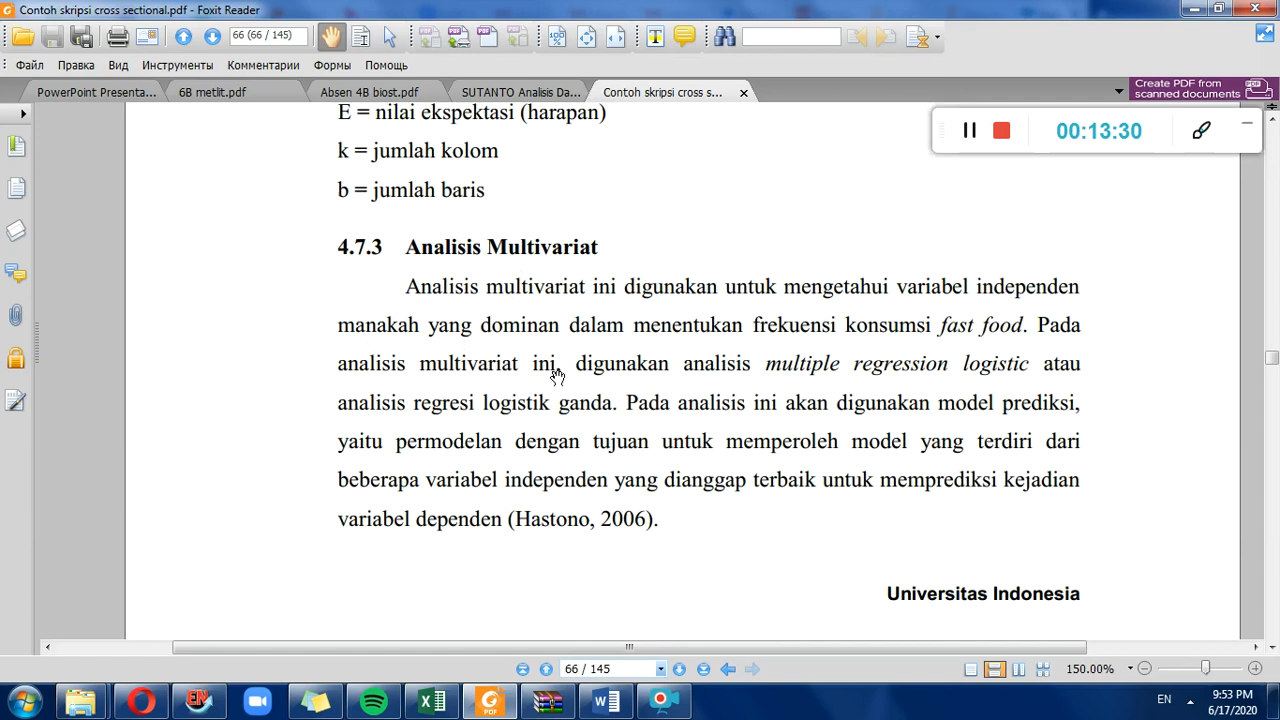 Contoh skripsi cross sectional.pdf - Foxit Reader
66 (66 / 145)
Файл Правка Вид Инструменты Комментарии Формы Помощь
PowerPoint Presenta... 6B metlit.pdf Absen 4B biost.pdf SUTANTO Analisis Da... Contoh skripsi cross s...
Create PDF from
scanned documents
00:13:30
E = nilai ekspektasi (harapan)
k = jumlah kolom
b = jumlah baris
4.7.3 Analisis Multivariat
Analisis multivariat ini digunakan untuk mengetahui variabel independen
manakah yang dominan dalam menentukan frekuensi konsumsi fast food. Pada
analisis multivariat ini, digunakan analisis multiple regression logistic atau
analisis regresi logistik ganda. Pada analisis ini akan digunakan model prediksi,
yaitu permodelan dengan tujuan untuk memperoleh model yang terdiri dari
beberapa variabel independen yang dianggap terbaik untuk memprediksi kejadian
variabel dependen (Hastono, 2006).
Universitas Indonesia
66 / 145
150.00%
EN
9:53 PM
6/17/2020